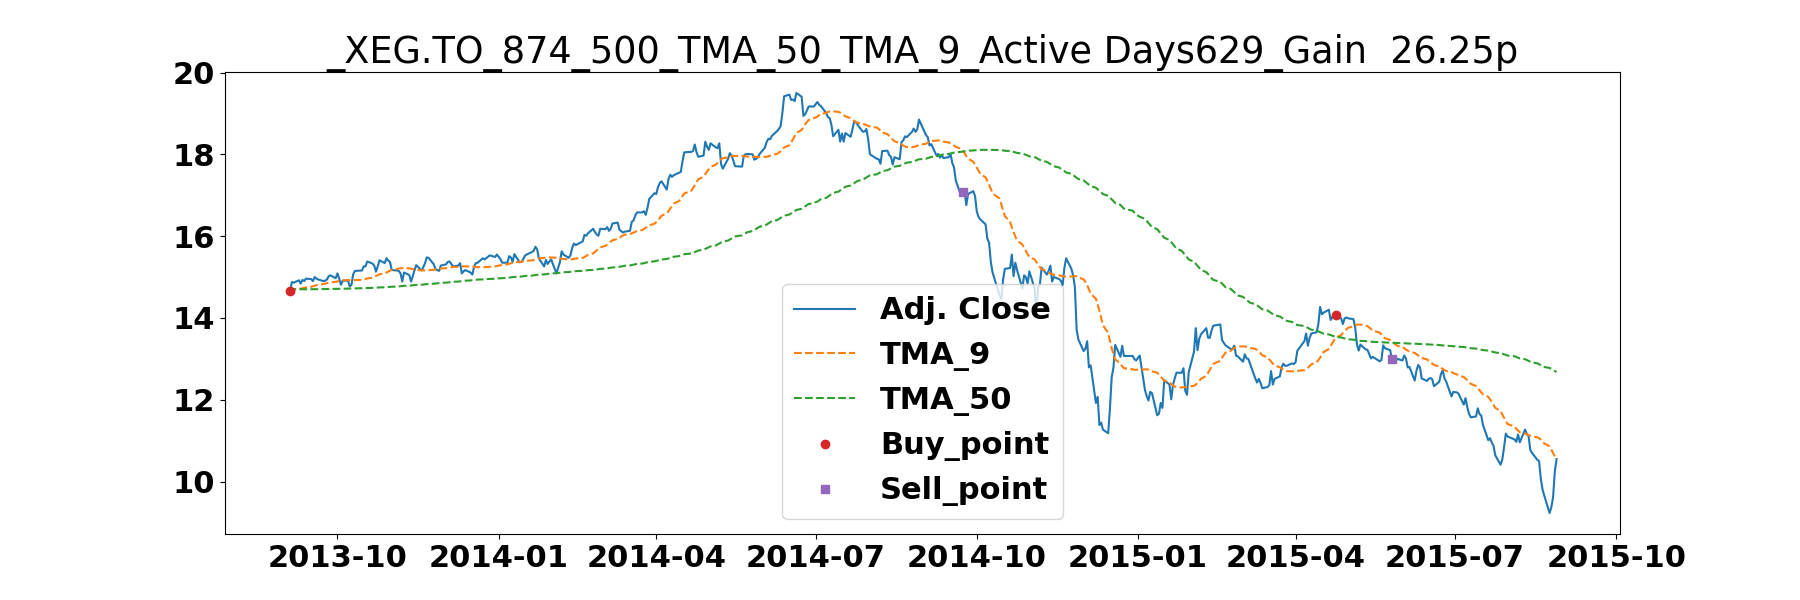 _XEG.TO_874_500_TMA_50_TMA_9_Active Days629_Gain  26.25p
20
18
16
14
12
10
Adj. Close
TMA_9
TMA_50
Buy_point
Sell_point
2013-10 2014-01 2014-04 2014-07 2014-10 2015-01 2015-04 2015-07 2015-10